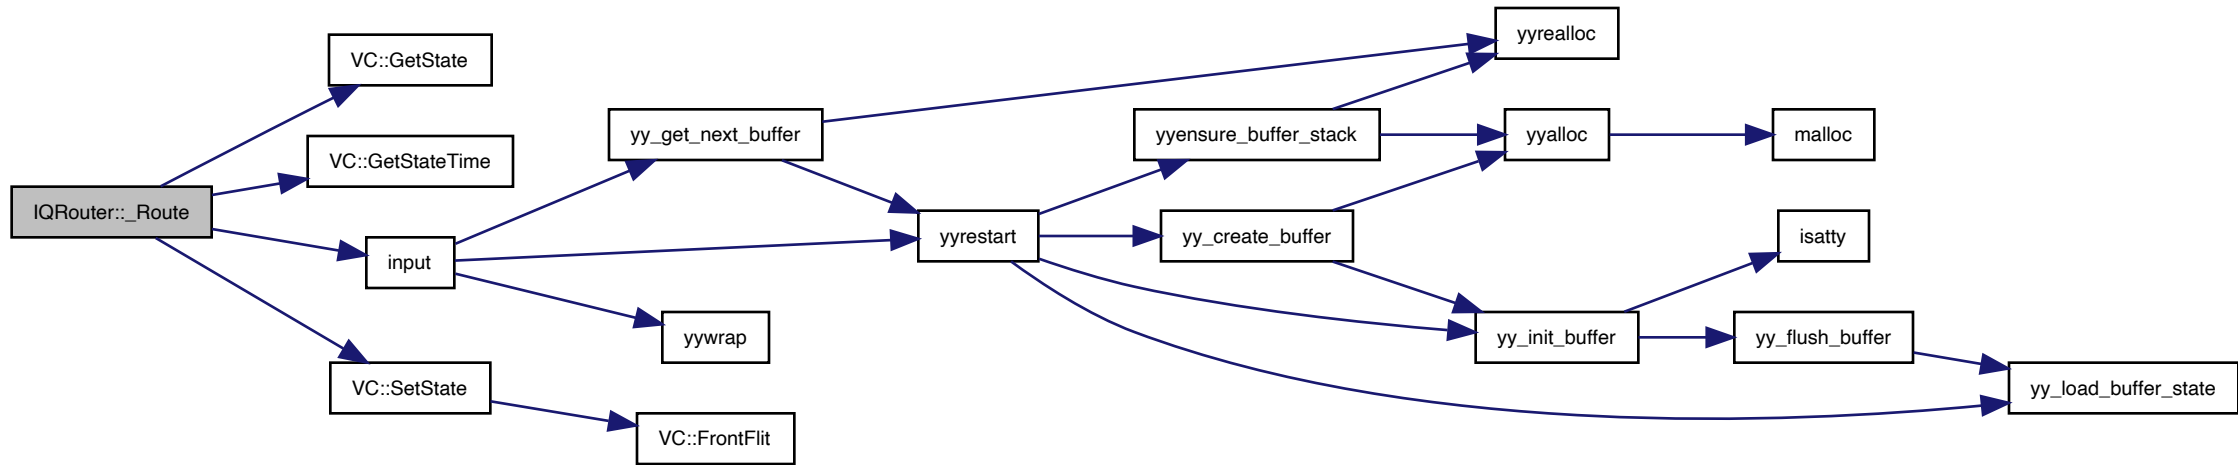 IQRouter::_Route
VC::GetState
VC::GetStateTime
input
VC::SetState
yy_get_next_buffer
yywrap
VC::FrontFlit
yyrestart
yyensure_buffer_stack
yy_create_buffer
yyrealloc
yyalloc
yy_init_buffer
malloc
isatty
yy_flush_buffer
yy_load_buffer_state